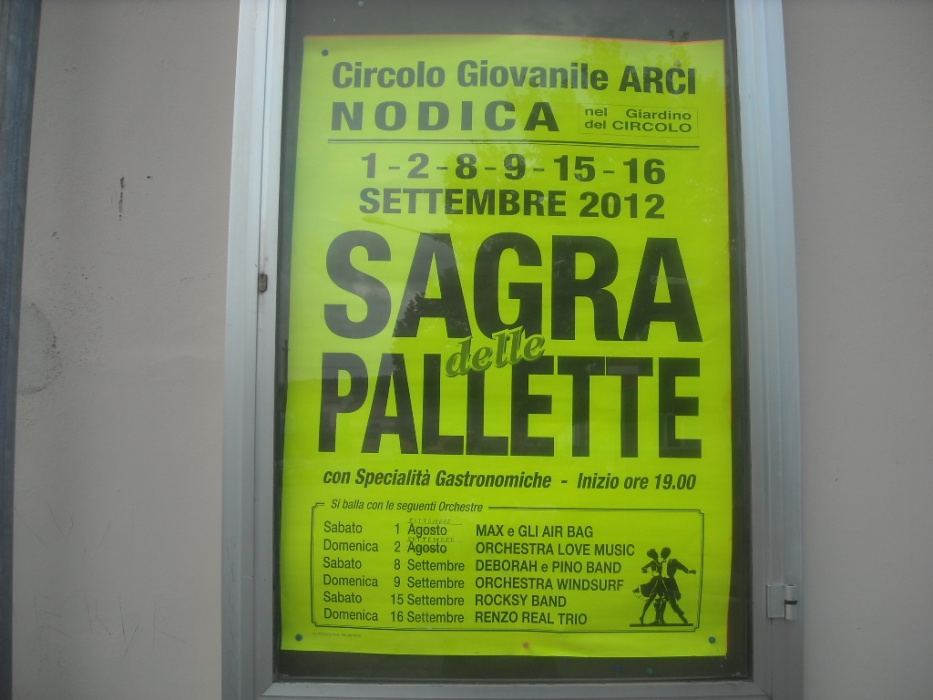 Circolo Giovanile ARCI
NODICA
nel Giardino
del CIRCOLO
1-2-8-9-15-16
SETTEMBRE 2012
SAGRA
delle
PALLETTE
con Specialità Gastronomiche - Inizio ore 19.00
Si balla con le seguenti Orchestre
SETTEMBRE
Sabato 1 Agosto MAX e GLI AIR BAG
SETTEMBRE
Domenica 2 Agosto ORCHESTRA LOVE MUSIC
Sabato 8 Settembre DEBORAH e PINO BAND
Domenica 9 Settembre ORCHESTRA WINDSURF
Sabato 15 Settembre ROCKSY BAND
Domenica 16 Settembre RENZO REAL TRIO